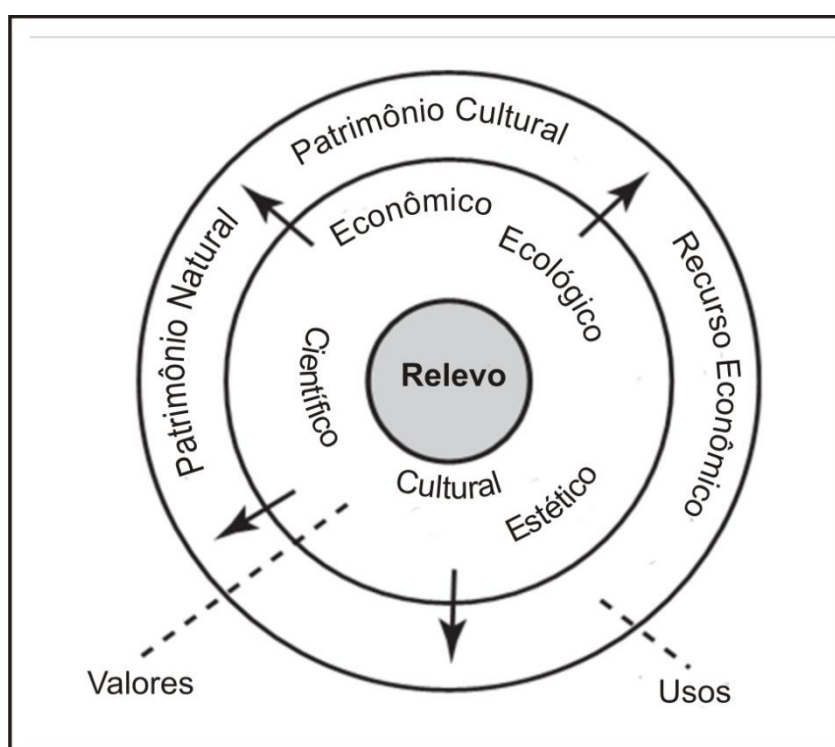 Patrimônio Cultural
Econômico
Ecológico
Patrimônio Natural
Recurso Econômico
Científico
Relevo
Cultural
Estético
Valores
Usos